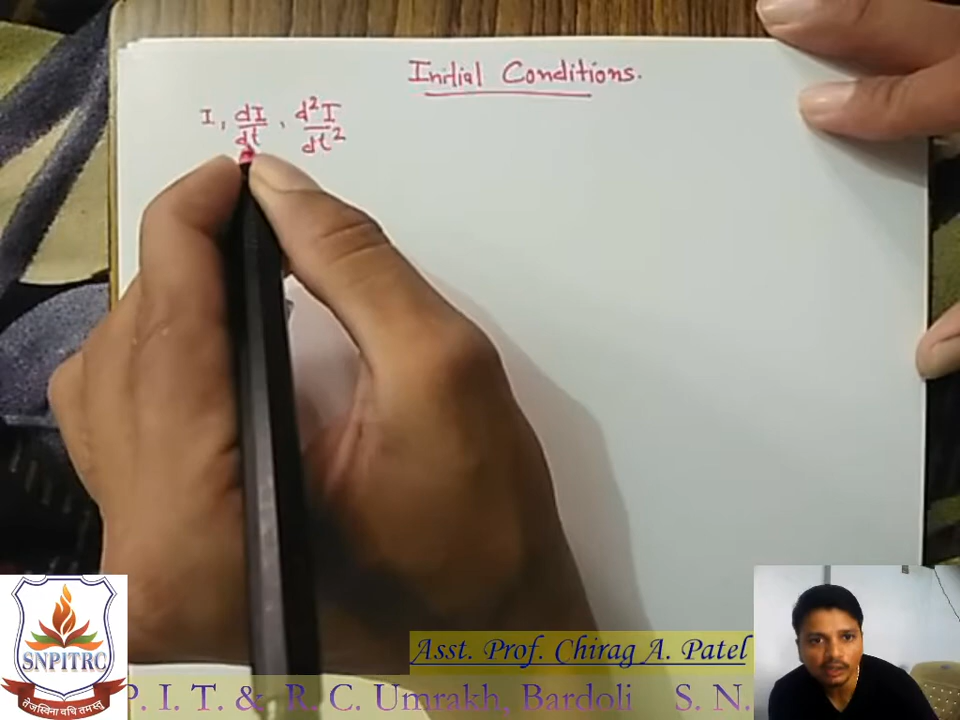 Initial Conditions.
I, dI/dt, d²I/dt²
SNPITRC
Asst. Prof. Chirag A. Patel
P. I. T. & R. C. Umrakh, Bardoli S. N.